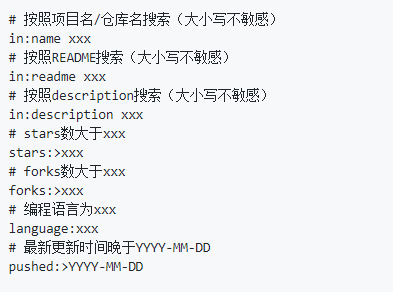 # 按照项目名/仓库名搜索（大小写不敏感）
in:name xxx
# 按照README搜索（大小写不敏感）
in:readme xxx
# 按照description搜索（大小写不敏感）
in:description xxx
# stars数大于xxx
stars:>xxx
# forks数大于xxx
forks:>xxx
# 编程语言为xxx
language:xxx
# 最新更新时间晚于YYYY-MM-DD
pushed:>YYYY-MM-DD